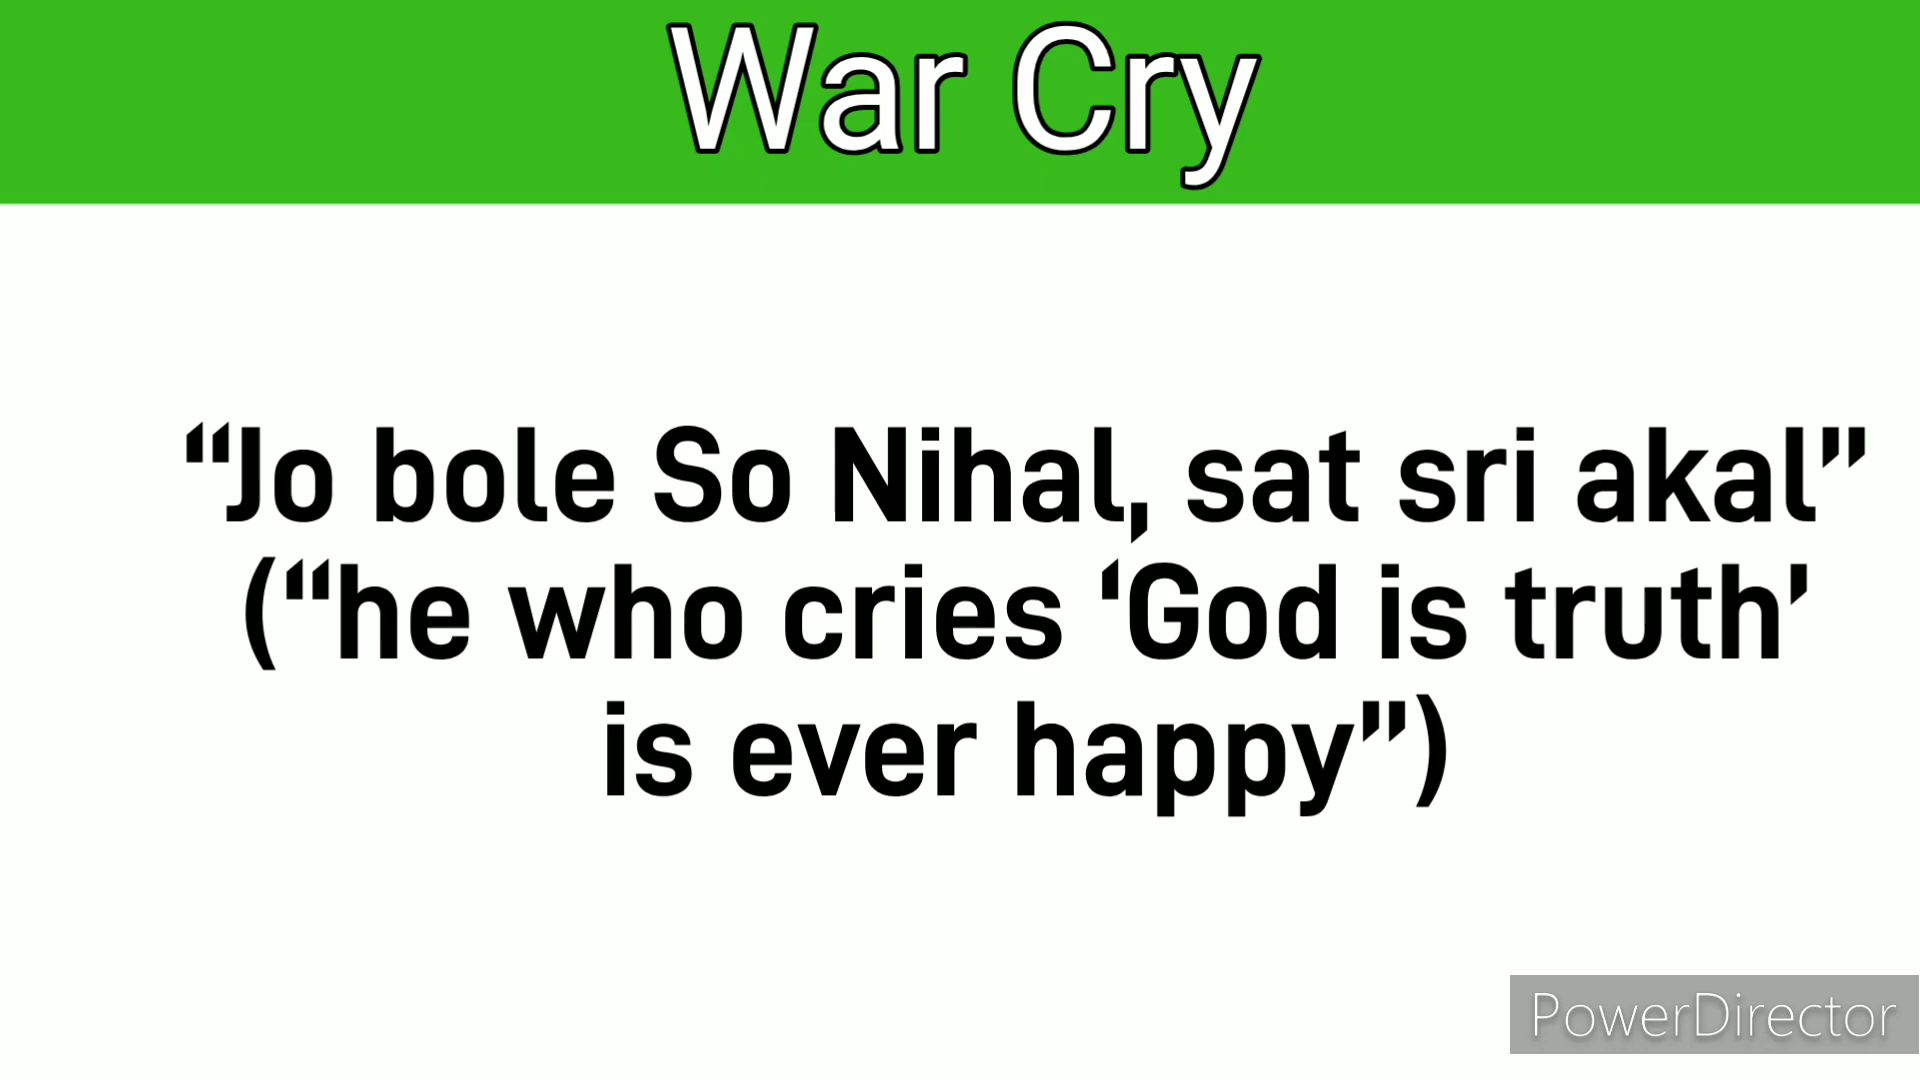 War Cry
“Jo bole So Nihal, sat sri akal”
(“he who cries ‘God is truth’
is ever happy”)
PowerDirector